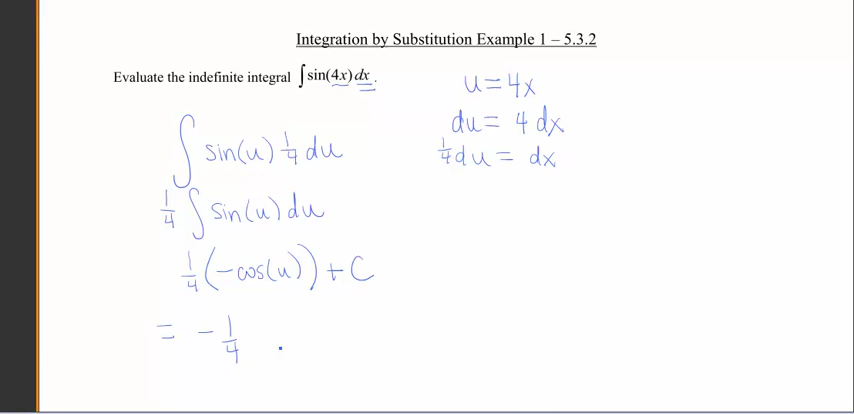 Integration by Substitution Example 1 – 5.3.2
Evaluate the indefinite integral ∫sin(4x) dx.
u = 4x
du = 4 dx
1/4 du = dx
∫ sin(u) 1/4 du
1/4 ∫ sin(u) du
1/4 (-cos(u)) + C
= - 1/4